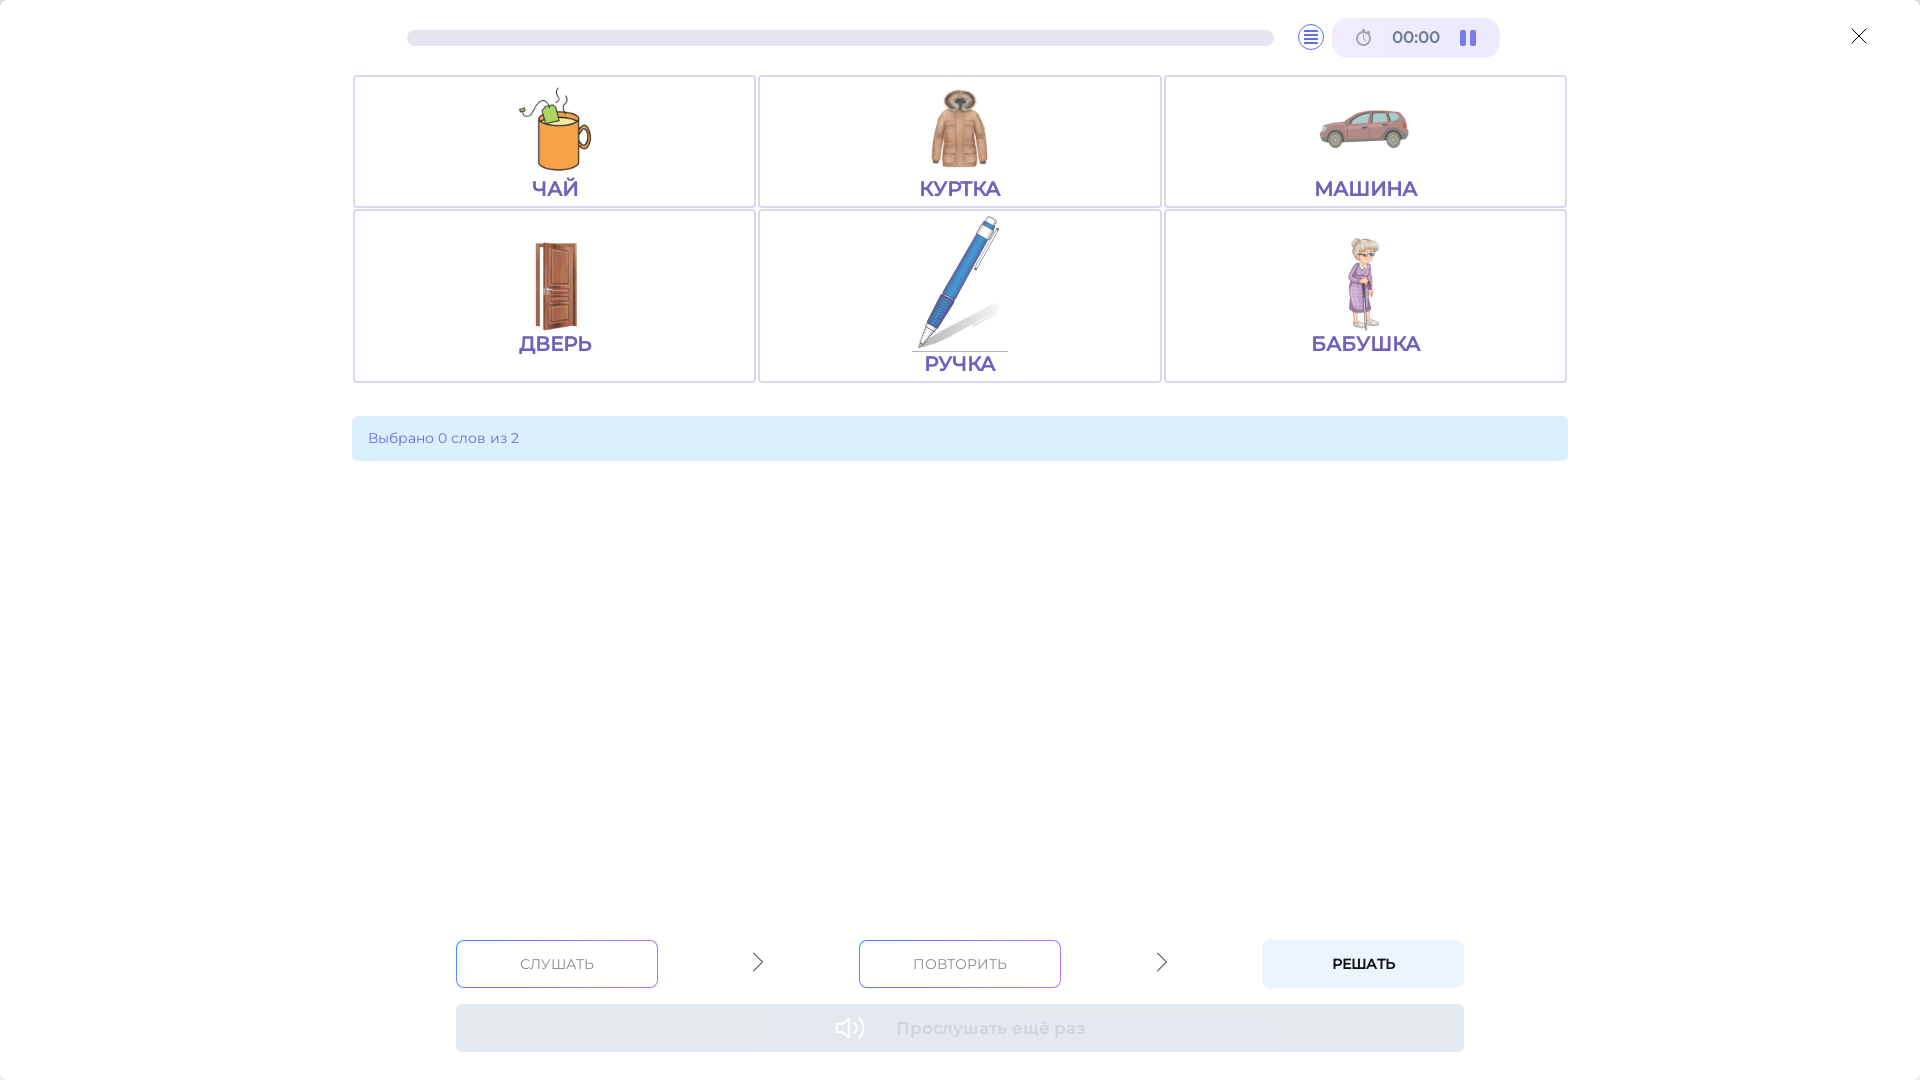 00:00
ЧАЙ
КУРТКА
МАШИНА
ДВЕРЬ
РУЧКА
БАБУШКА
Выбрано 0 слов из 2
СЛУШАТЬ
ПОВТОРИТЬ
РЕШАТЬ
Прослушать ещё раз